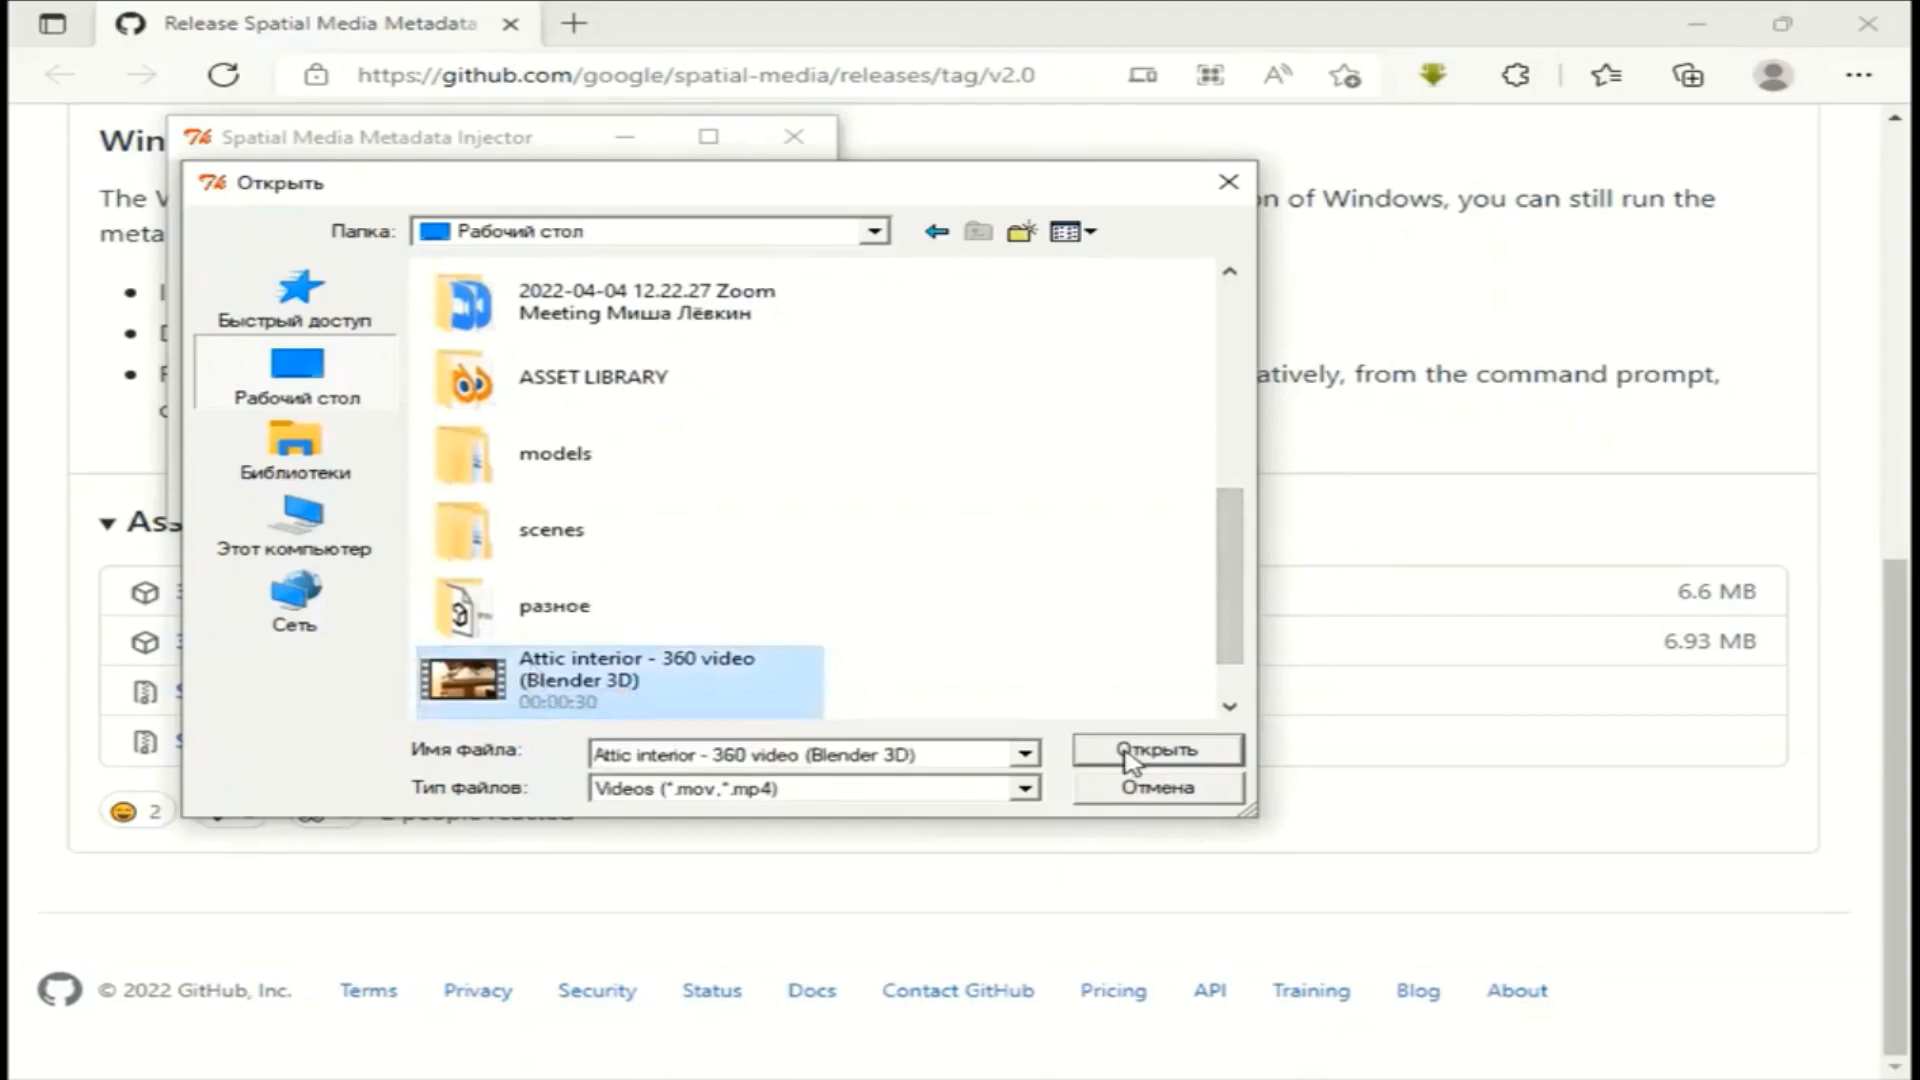 Release Spatial Media Metadata
https://github.com/google/spatial-media/releases/tag/v2.0
Win
Spatial Media Metadata Injector
Открыть
The
n of Windows, you can still run the
meta
Папка:
Рабочий стол
Быстрый доступ
Рабочий стол
Библиотеки
Этот компьютер
Сеть
2022-04-04 12.22.27 Zoom
Meeting Миша Лёвкин
ASSET LIBRARY
models
scenes
разное
Attic interior - 360 video
(Blender 3D)
00:00:30
atively, from the command prompt,
Ass
6.6 MB
6.93 MB
Имя файла:
Attic interior - 360 video (Blender 3D)
Открыть
Тип файлов:
Videos (*.mov,*.mp4)
Отмена
2
© 2022 GitHub, Inc.
Terms
Privacy
Security
Status
Docs
Contact GitHub
Pricing
API
Training
Blog
About